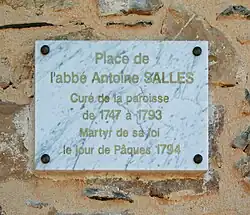 Place de
l'abbé Antoine SALLES
Curé de la paroisse
de 1747 à 1793
Martyr de sa foi
le jour de Pâques 1794